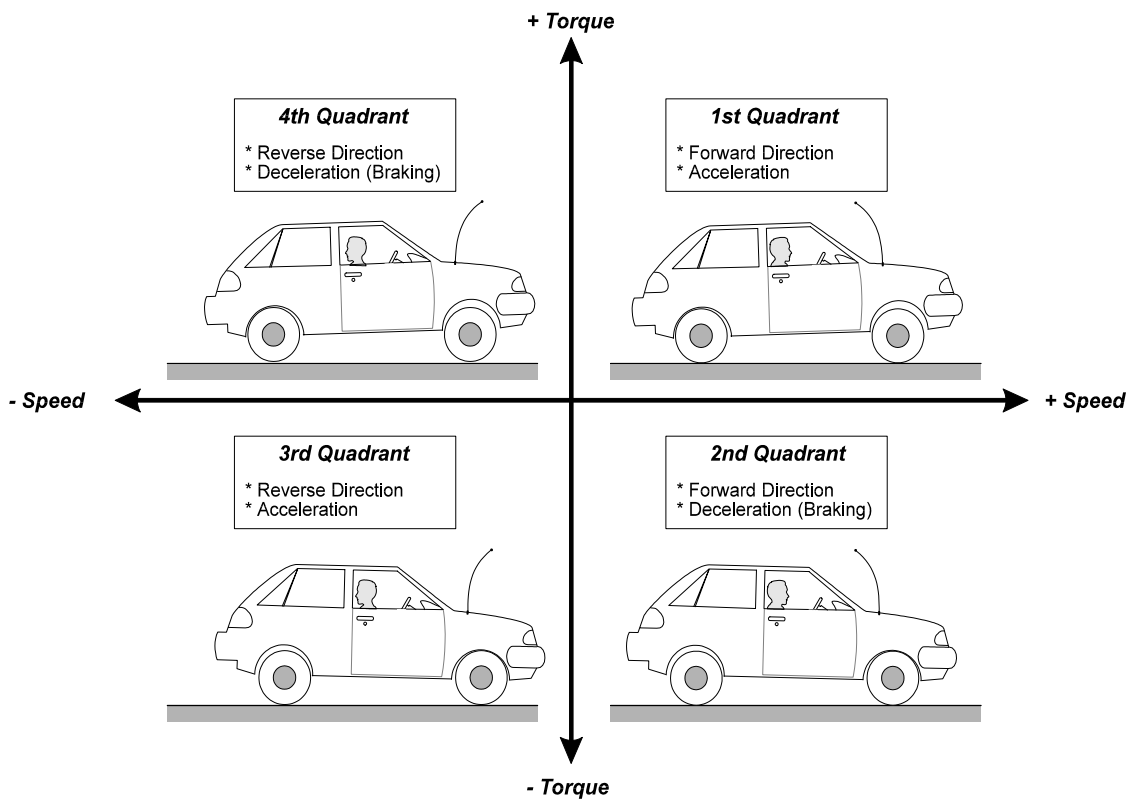 + Torque
4th Quadrant
* Reverse Direction
* Deceleration (Braking)
1st Quadrant
* Forward Direction
* Acceleration
- Speed
+ Speed
3rd Quadrant
* Reverse Direction
* Acceleration
2nd Quadrant
* Forward Direction
* Deceleration (Braking)
- Torque